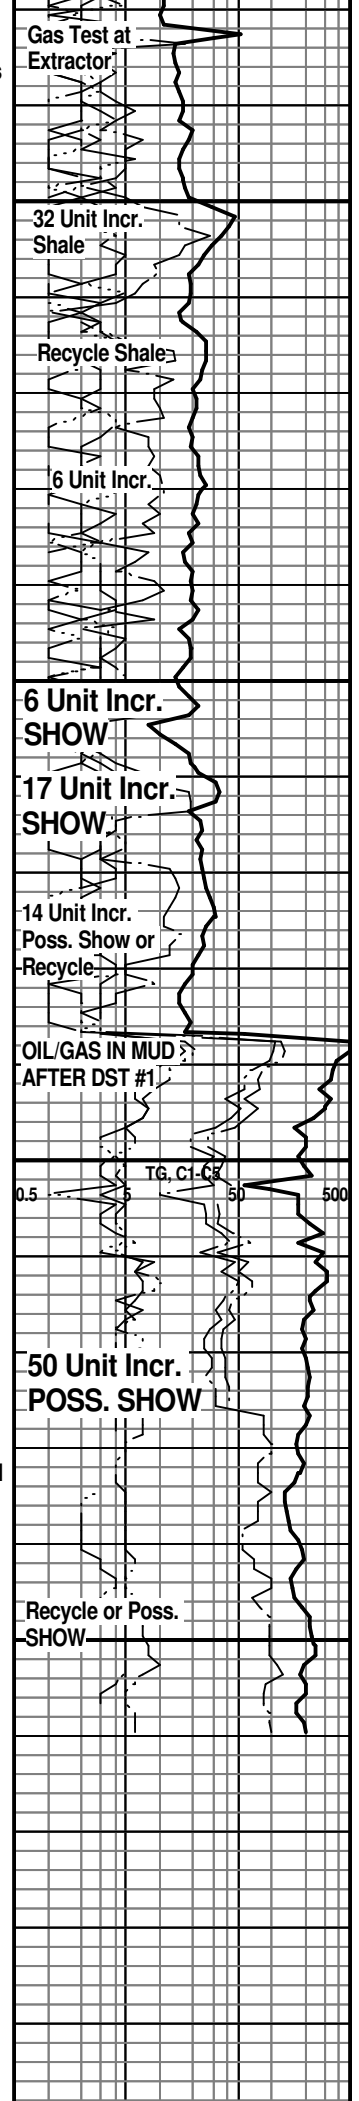 Gas Test at
Extractor
32 Unit Incr.
Shale
Recycle Shale
6 Unit Incr.
6 Unit Incr.
SHOW
17 Unit Incr.
SHOW
14 Unit Incr.
Poss. Show or
Recycle
OIL/GAS IN MUD
AFTER DST #1
TG, C1-C5
0.5 5 50 500
50 Unit Incr.
POSS. SHOW
Recycle or Poss.
SHOW